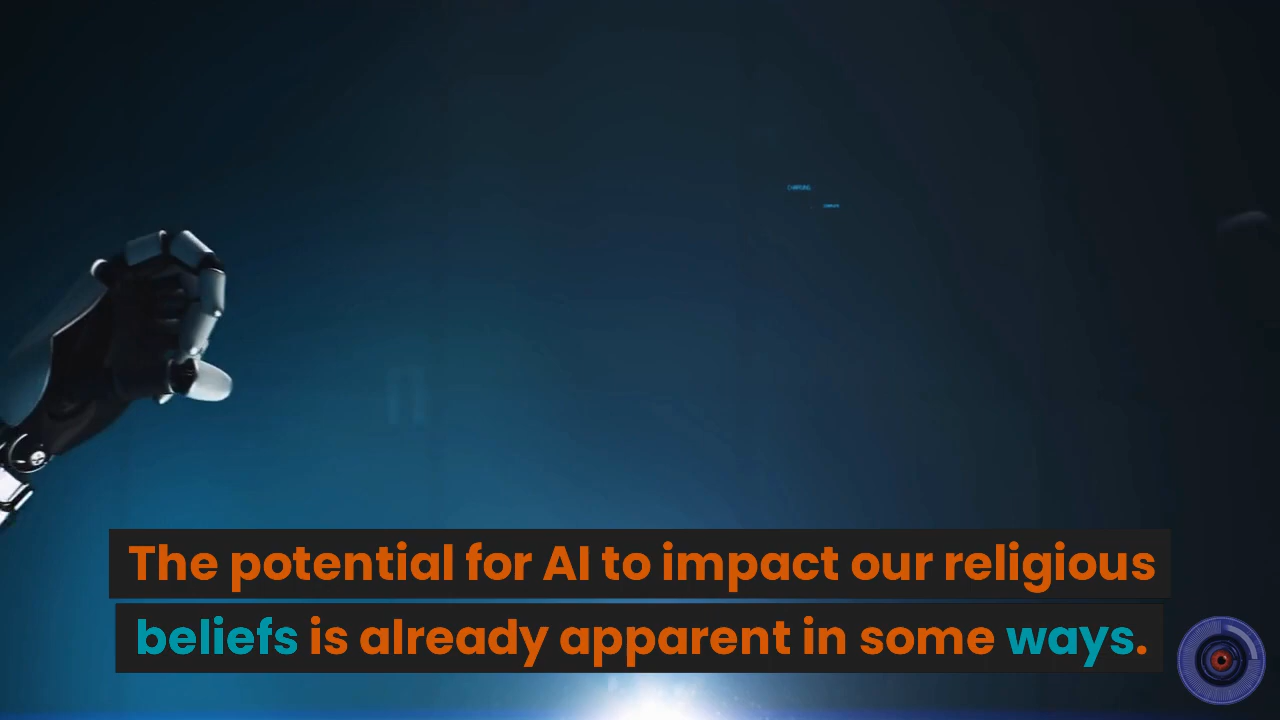 The potential for AI to impact our religious
beliefs is already apparent in some ways.